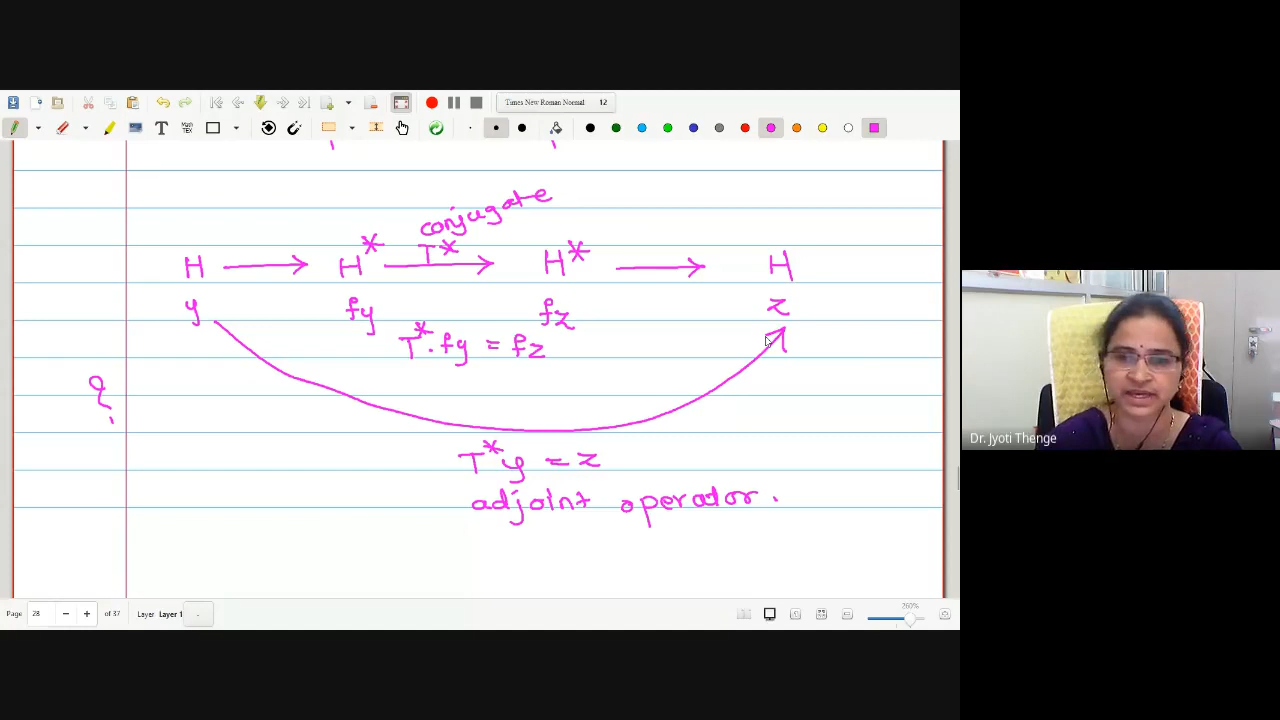 Times New Roman Normal 12
conjugate
H H* T* H* H
y fy fz z
T*. fy = fz
?
T*y = z
adjoint operator.
Dr. Jyoti Thenge
Page 28 of 37 Layer Layer 1 260%